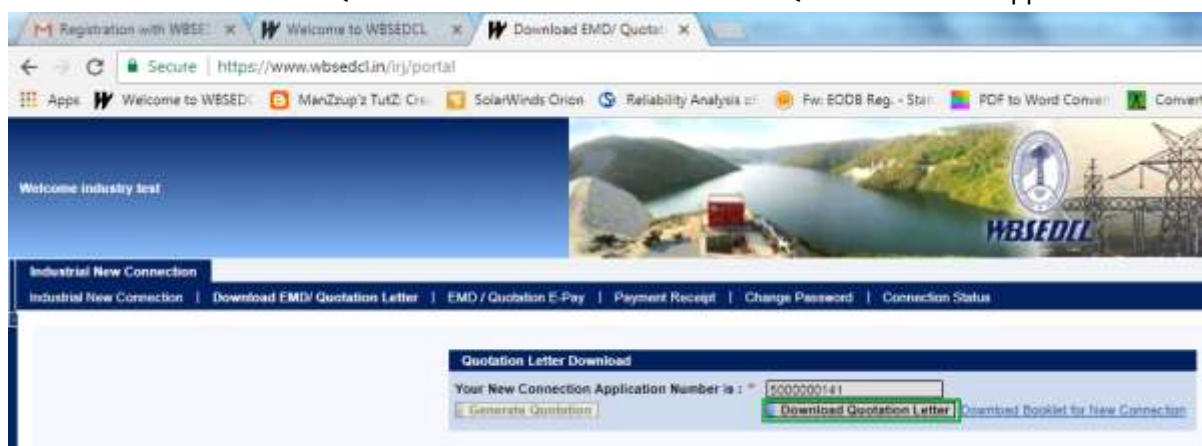 Registration with WBSE
Welcome to WBSEDCL
Download EMD/ Quotat
Secure
https://www.wbsedcl.in/irj/portal
Apps
Welcome to WBSEDC
ManZzup'z TutZ: Cre
SolarWinds Orion
Reliability Analysis of
Fw: EODB Reg. - Stan
PDF to Word Conver
Convert
Welcome industry test
WBSEDCL
Industrial New Connection
Industrial New Connection | Download EMD/ Quotation Letter | EMD / Quotation E-Pay | Payment Receipt | Change Password | Connection Status
Quotation Letter Download
Your New Connection Application Number is : * 5000000141
Generate Quotation Download Quotation Letter Download Booklet for New Connection